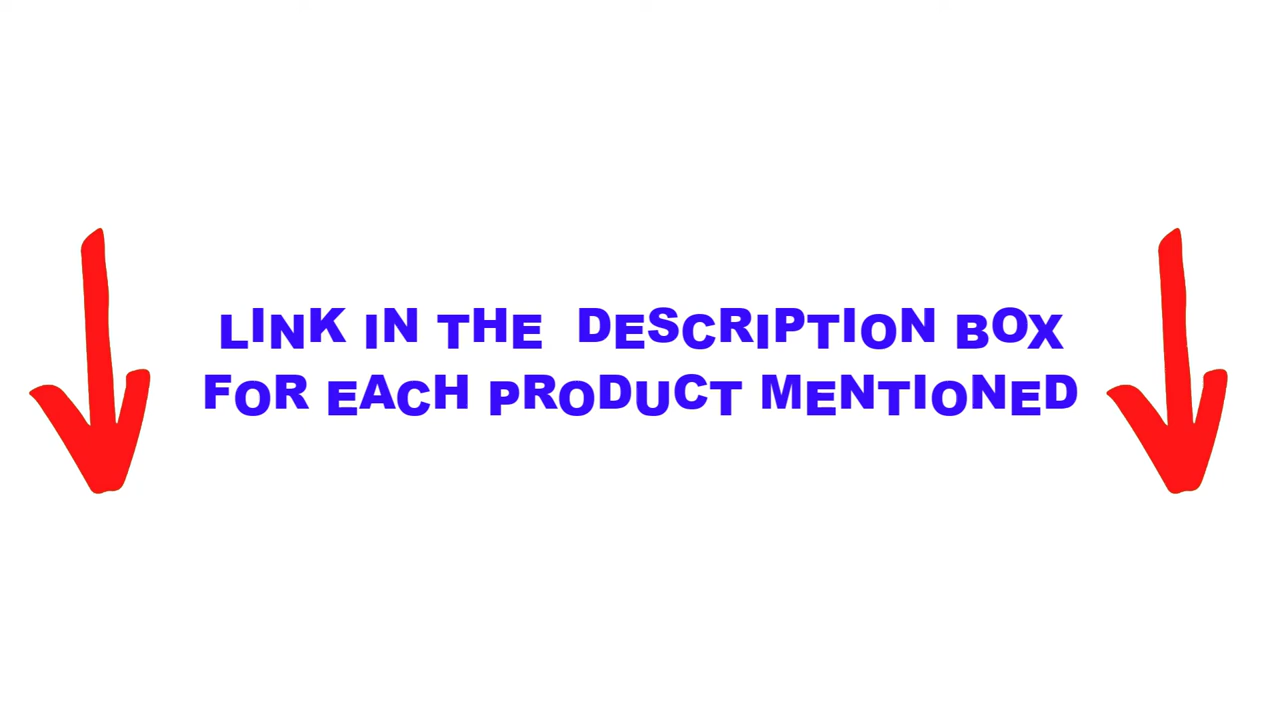 LINK IN THE DESCRIPTION BOX
FOR EACH PRODUCT MENTIONED